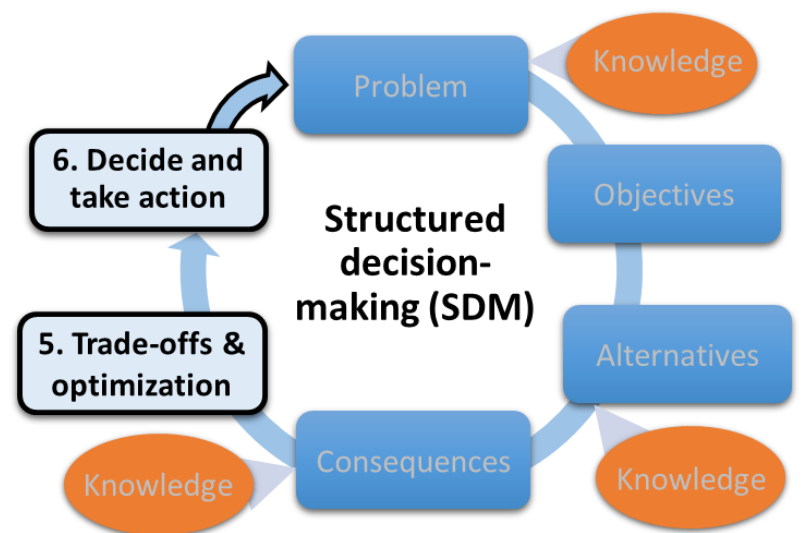 Problem
Knowledge
Objectives
Alternatives
Knowledge
Consequences
Knowledge
5. Trade-offs &
optimization
6. Decide and
take action
Structured
decision-
making (SDM)